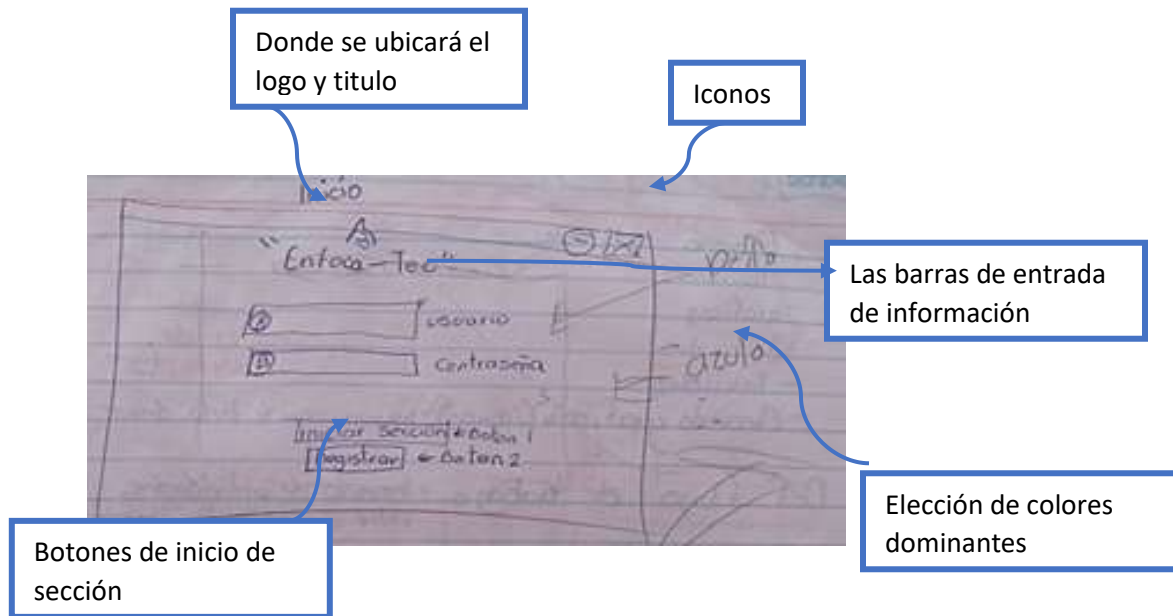 Donde se ubicará el
logo y titulo
Iconos
Inicio
"Enfoca-Tec"
usuario
contraseña
azulo
Iniciar sección ← Boton 1
Registrar ← Boton 2
Las barras de entrada
de información
Elección de colores
dominantes
Botones de inicio de
sección